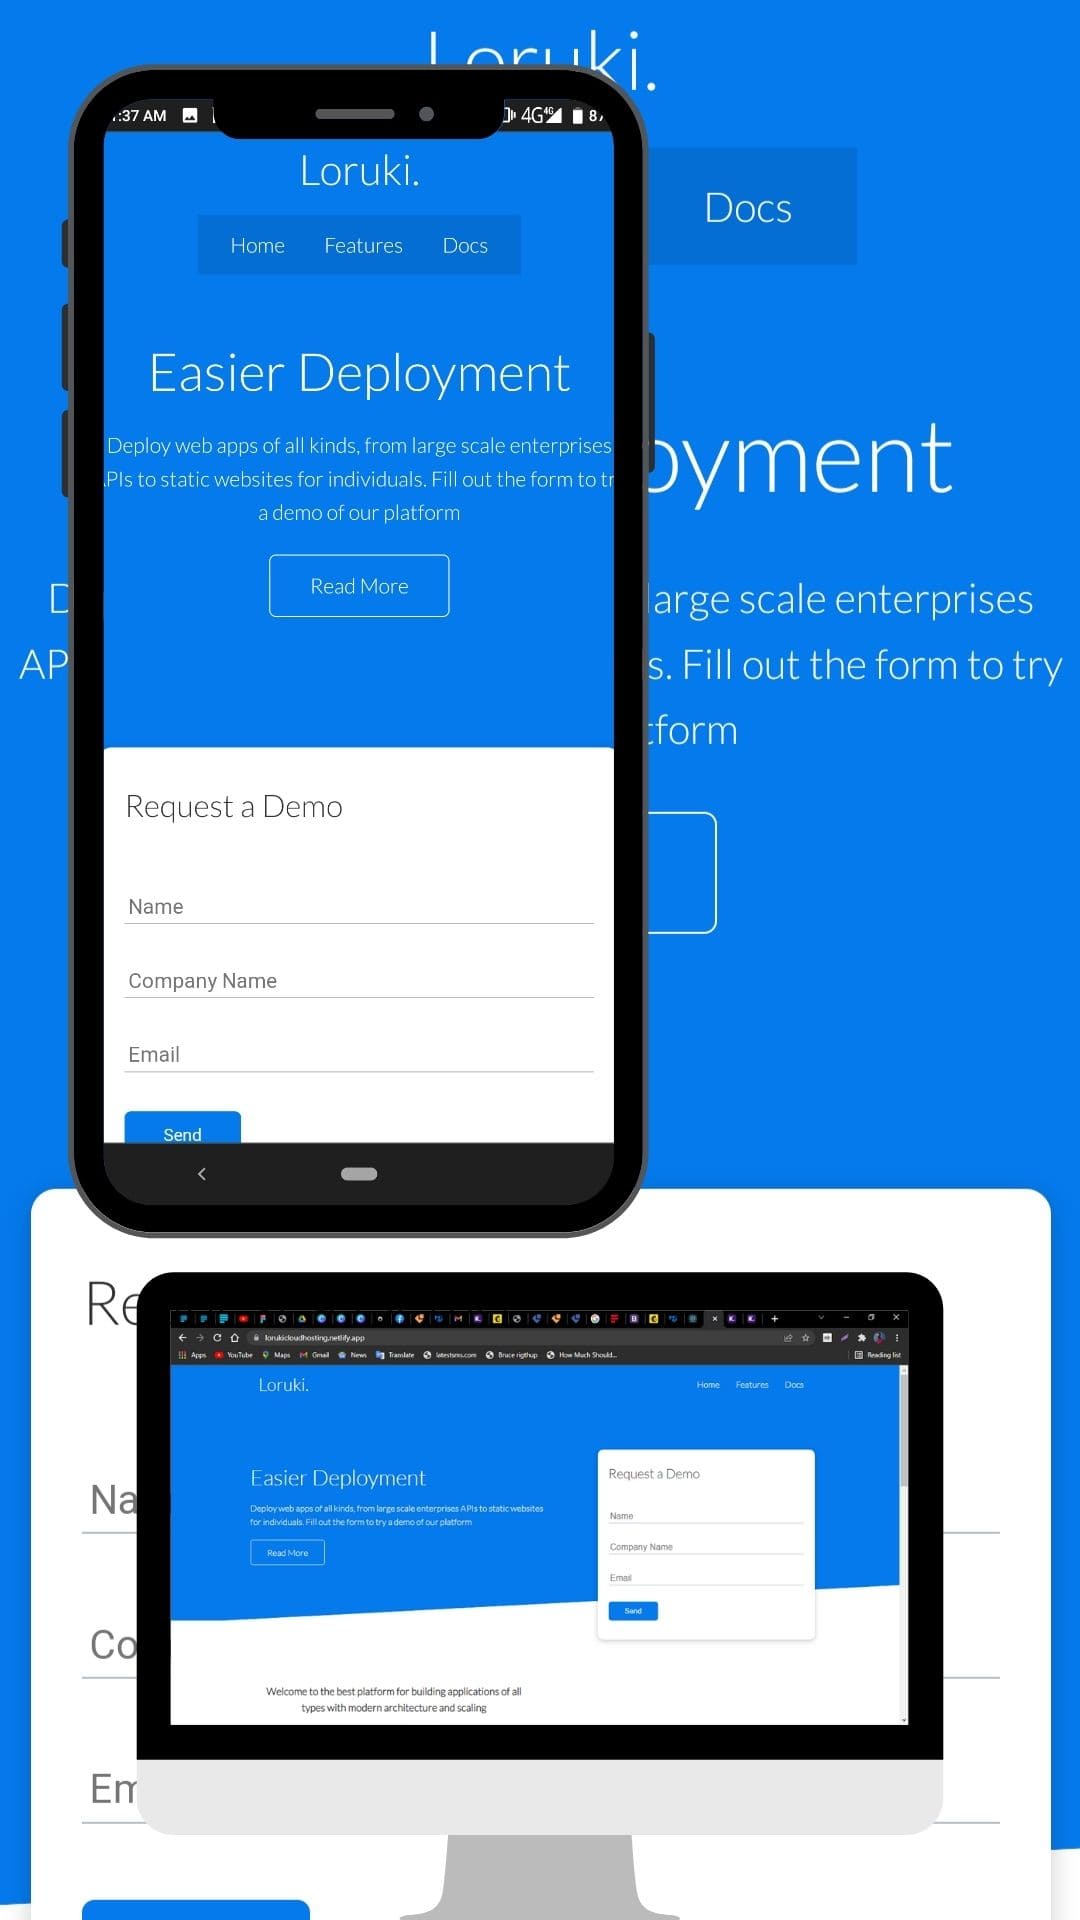 Loruki.
Docs
oyment
large scale enterprises
AP
s. Fill out the form to try
tform
:37 AM
4G
Loruki.
Home Features Docs
Easier Deployment
Deploy web apps of all kinds, from large scale enterprises
PIs to static websites for individuals. Fill out the form to tr
a demo of our platform
Read More
Request a Demo
Name
Company Name
Email
Send
Re
Na
Co
Em
lorukicloudhosting.netlify.app
Apps YouTube Maps Gmail News Translate latestsms.com Bruce rigthup How Much Should... Reading list
Loruki.
Home Features Docs
Easier Deployment
Deploy web apps of all kinds, from large scale enterprises APIs to static websites
for individuals. Fill out the form to try a demo of our platform
Read More
Request a Demo
Name
Company Name
Email
Send
Welcome to the best platform for building applications of all
types with modern architecture and scaling